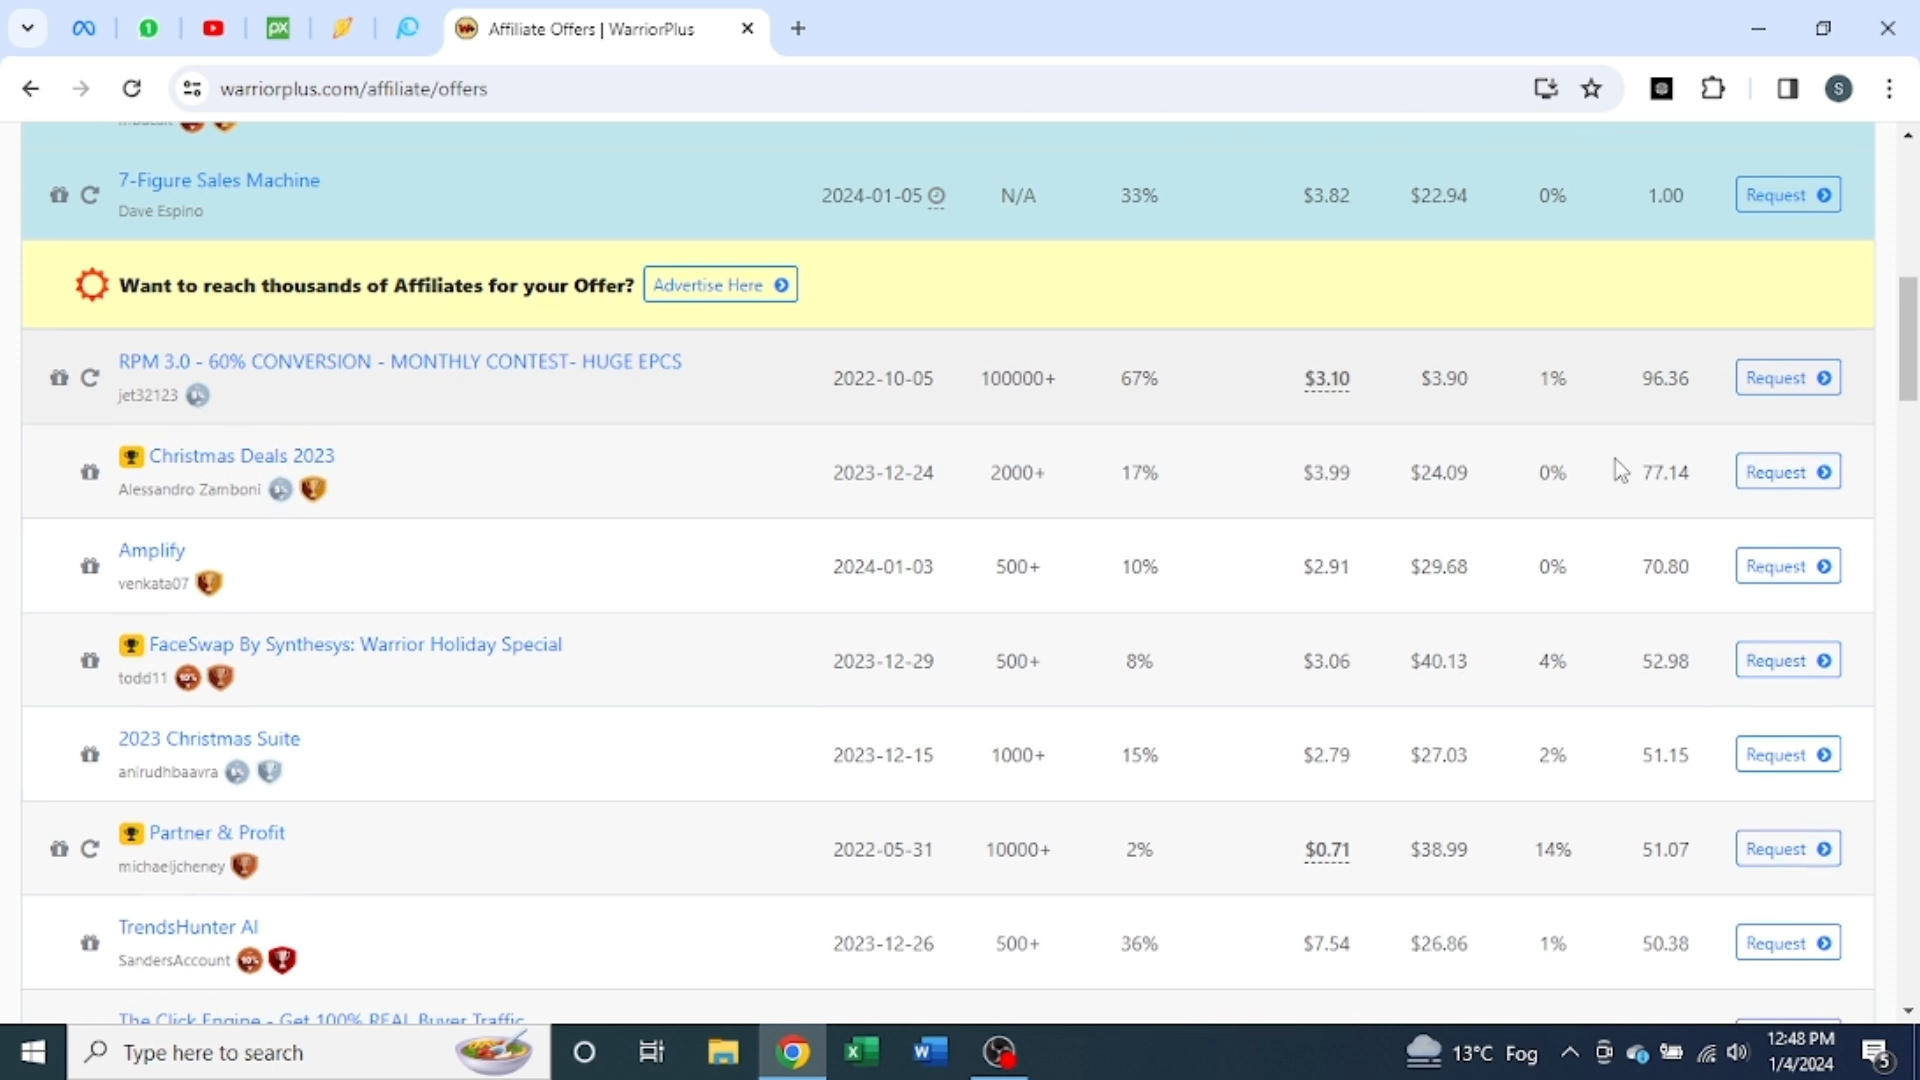 Affiliate Offers | WarriorPlus
warriorplus.com/affiliate/offers
S
7-Figure Sales Machine
Dave Espino
2024-01-05 N/A 33% $3.82 $22.94 0% 1.00 Request
Want to reach thousands of Affiliates for your Offer? Advertise Here
RPM 3.0 - 60% CONVERSION - MONTHLY CONTEST- HUGE EPCS
jet32123
2022-10-05 100000+ 67% $3.10 $3.90 1% 96.36 Request
Christmas Deals 2023
Alessandro Zamboni
2023-12-24 2000+ 17% $3.99 $24.09 0% 77.14 Request
Amplify
venkata07
2024-01-03 500+ 10% $2.91 $29.68 0% 70.80 Request
FaceSwap By Synthesys: Warrior Holiday Special
todd11
2023-12-29 500+ 8% $3.06 $40.13 4% 52.98 Request
2023 Christmas Suite
anirudhbaavra
2023-12-15 1000+ 15% $2.79 $27.03 2% 51.15 Request
Partner & Profit
michaeljcheney
2022-05-31 10000+ 2% $0.71 $38.99 14% 51.07 Request
TrendsHunter AI
SandersAccount
2023-12-26 500+ 36% $7.54 $26.86 1% 50.38 Request
The Click Engine - Get 100% REAL Buyer Traffic
Type here to search
13°C Fog
12:48 PM
1/4/2024
5